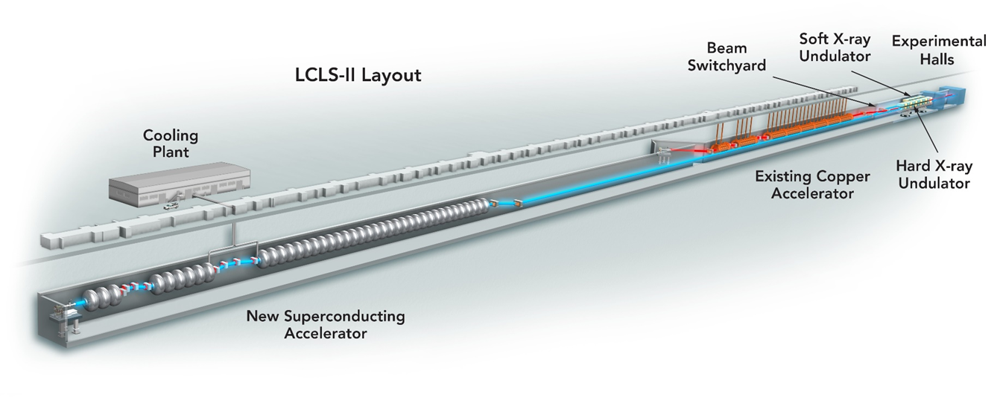 LCLS-II Layout
Cooling
Plant
New Superconducting
Accelerator
Existing Copper
Accelerator
Beam
Switchyard
Soft X-ray
Undulator
Experimental
Halls
Hard X-ray
Undulator